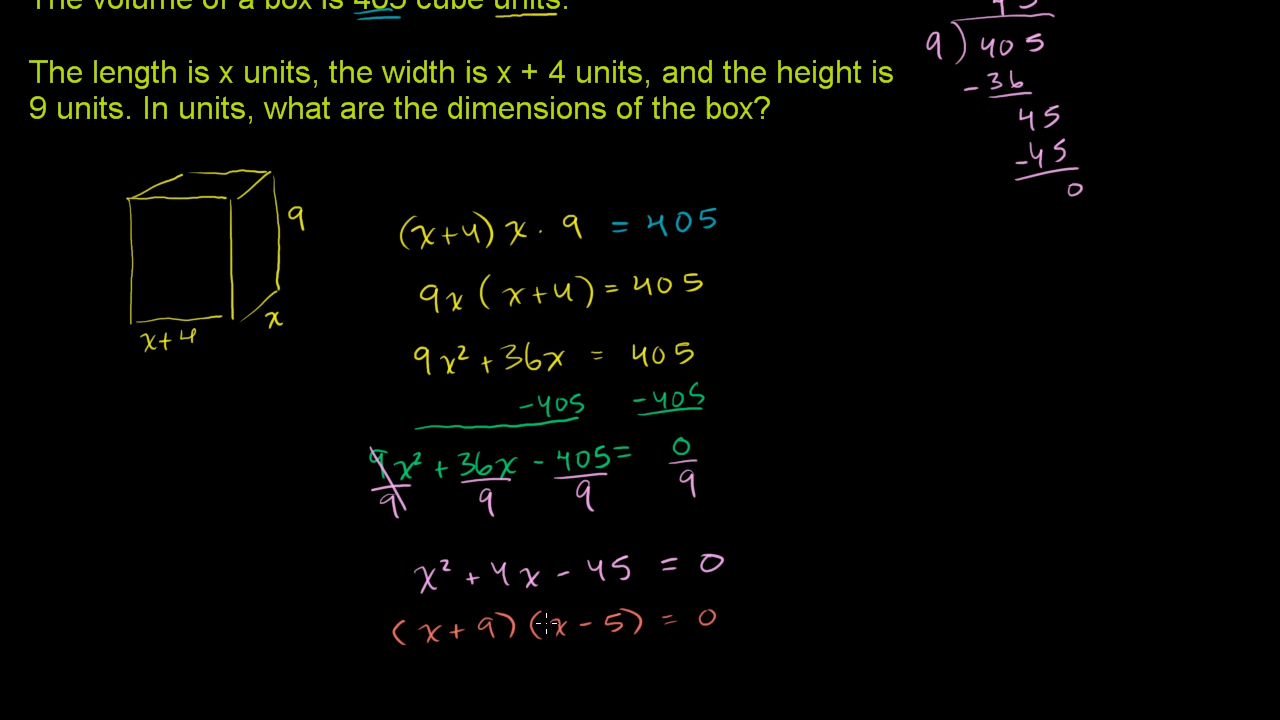 The volume of a box is 405 cube units.
The length is x units, the width is x + 4 units, and the height is
9 units. In units, what are the dimensions of the box?
45
9 ) 405
- 36
45
- 45
0
9
x
x+4
(x+4) x · 9 = 405
9x ( x+4 ) = 405
9x² + 36x = 405
-405 -405
9x² + 36x - 405 = 0
9 9 9 9
x² + 4x - 45 = 0
( x + 9 ) ( x - 5 ) = 0